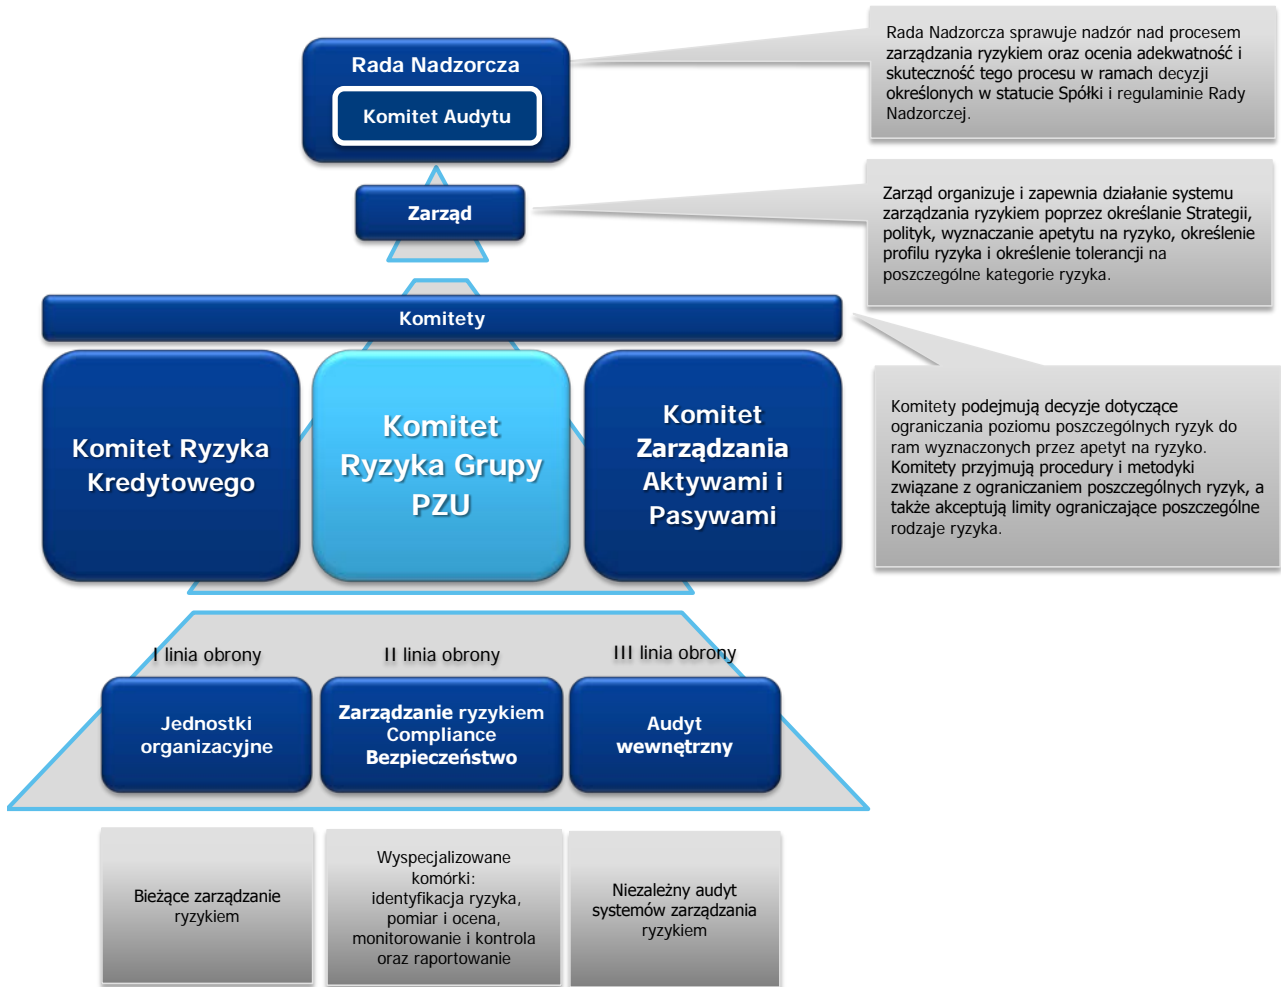 Rada Nadzorcza
Komitet Audytu
Rada Nadzorcza sprawuje nadzór nad procesem
zarządzania ryzykiem oraz ocenia adekwatność i
skuteczność tego procesu w ramach decyzji
określonych w statucie Spółki i regulaminie Rady
Nadzorczej.
Zarząd
Zarząd organizuje i zapewnia działanie systemu
zarządzania ryzykiem poprzez określanie Strategii,
polityk, wyznaczanie apetytu na ryzyko, określenie
profilu ryzyka i określenie tolerancji na
poszczególne kategorie ryzyka.
Komitety
Komitet Ryzyka
Kredytowego
Komitet
Ryzyka Grupy
PZU
Komitet
Zarządzania
Aktywami i
Pasywami
Komitety podejmują decyzje dotyczące
ograniczania poziomu poszczególnych ryzyk do
ram wyznaczonych przez apetyt na ryzyko.
Komitety przyjmują procedury i metodyki
związane z ograniczaniem poszczególnych ryzyk, a
także akceptują limity ograniczające poszczególne
rodzaje ryzyka.
I linia obrony
II linia obrony
III linia obrony
Jednostki
organizacyjne
Zarządzanie ryzykiem
Compliance
Bezpieczeństwo
Audyt
wewnętrzny
Bieżące zarządzanie
ryzykiem
Wyspecjalizowane
komórki:
identyfikacja ryzyka,
pomiar i ocena,
monitorowanie i kontrola
oraz raportowanie
Niezależny audyt
systemów zarządzania
ryzykiem